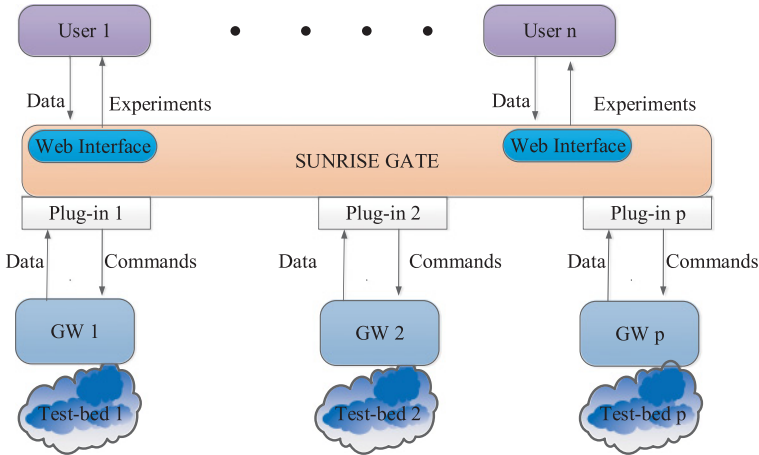 User 1
User n
Data
Experiments
Data
Experiments
Web Interface
SUNRISE GATE
Web Interface
Plug-in 1
Plug-in 2
Plug-in p
Data
Commands
Data
Commands
Data
Commands
GW 1
GW 2
GW p
Test-bed 1
Test-bed 2
Test-bed p